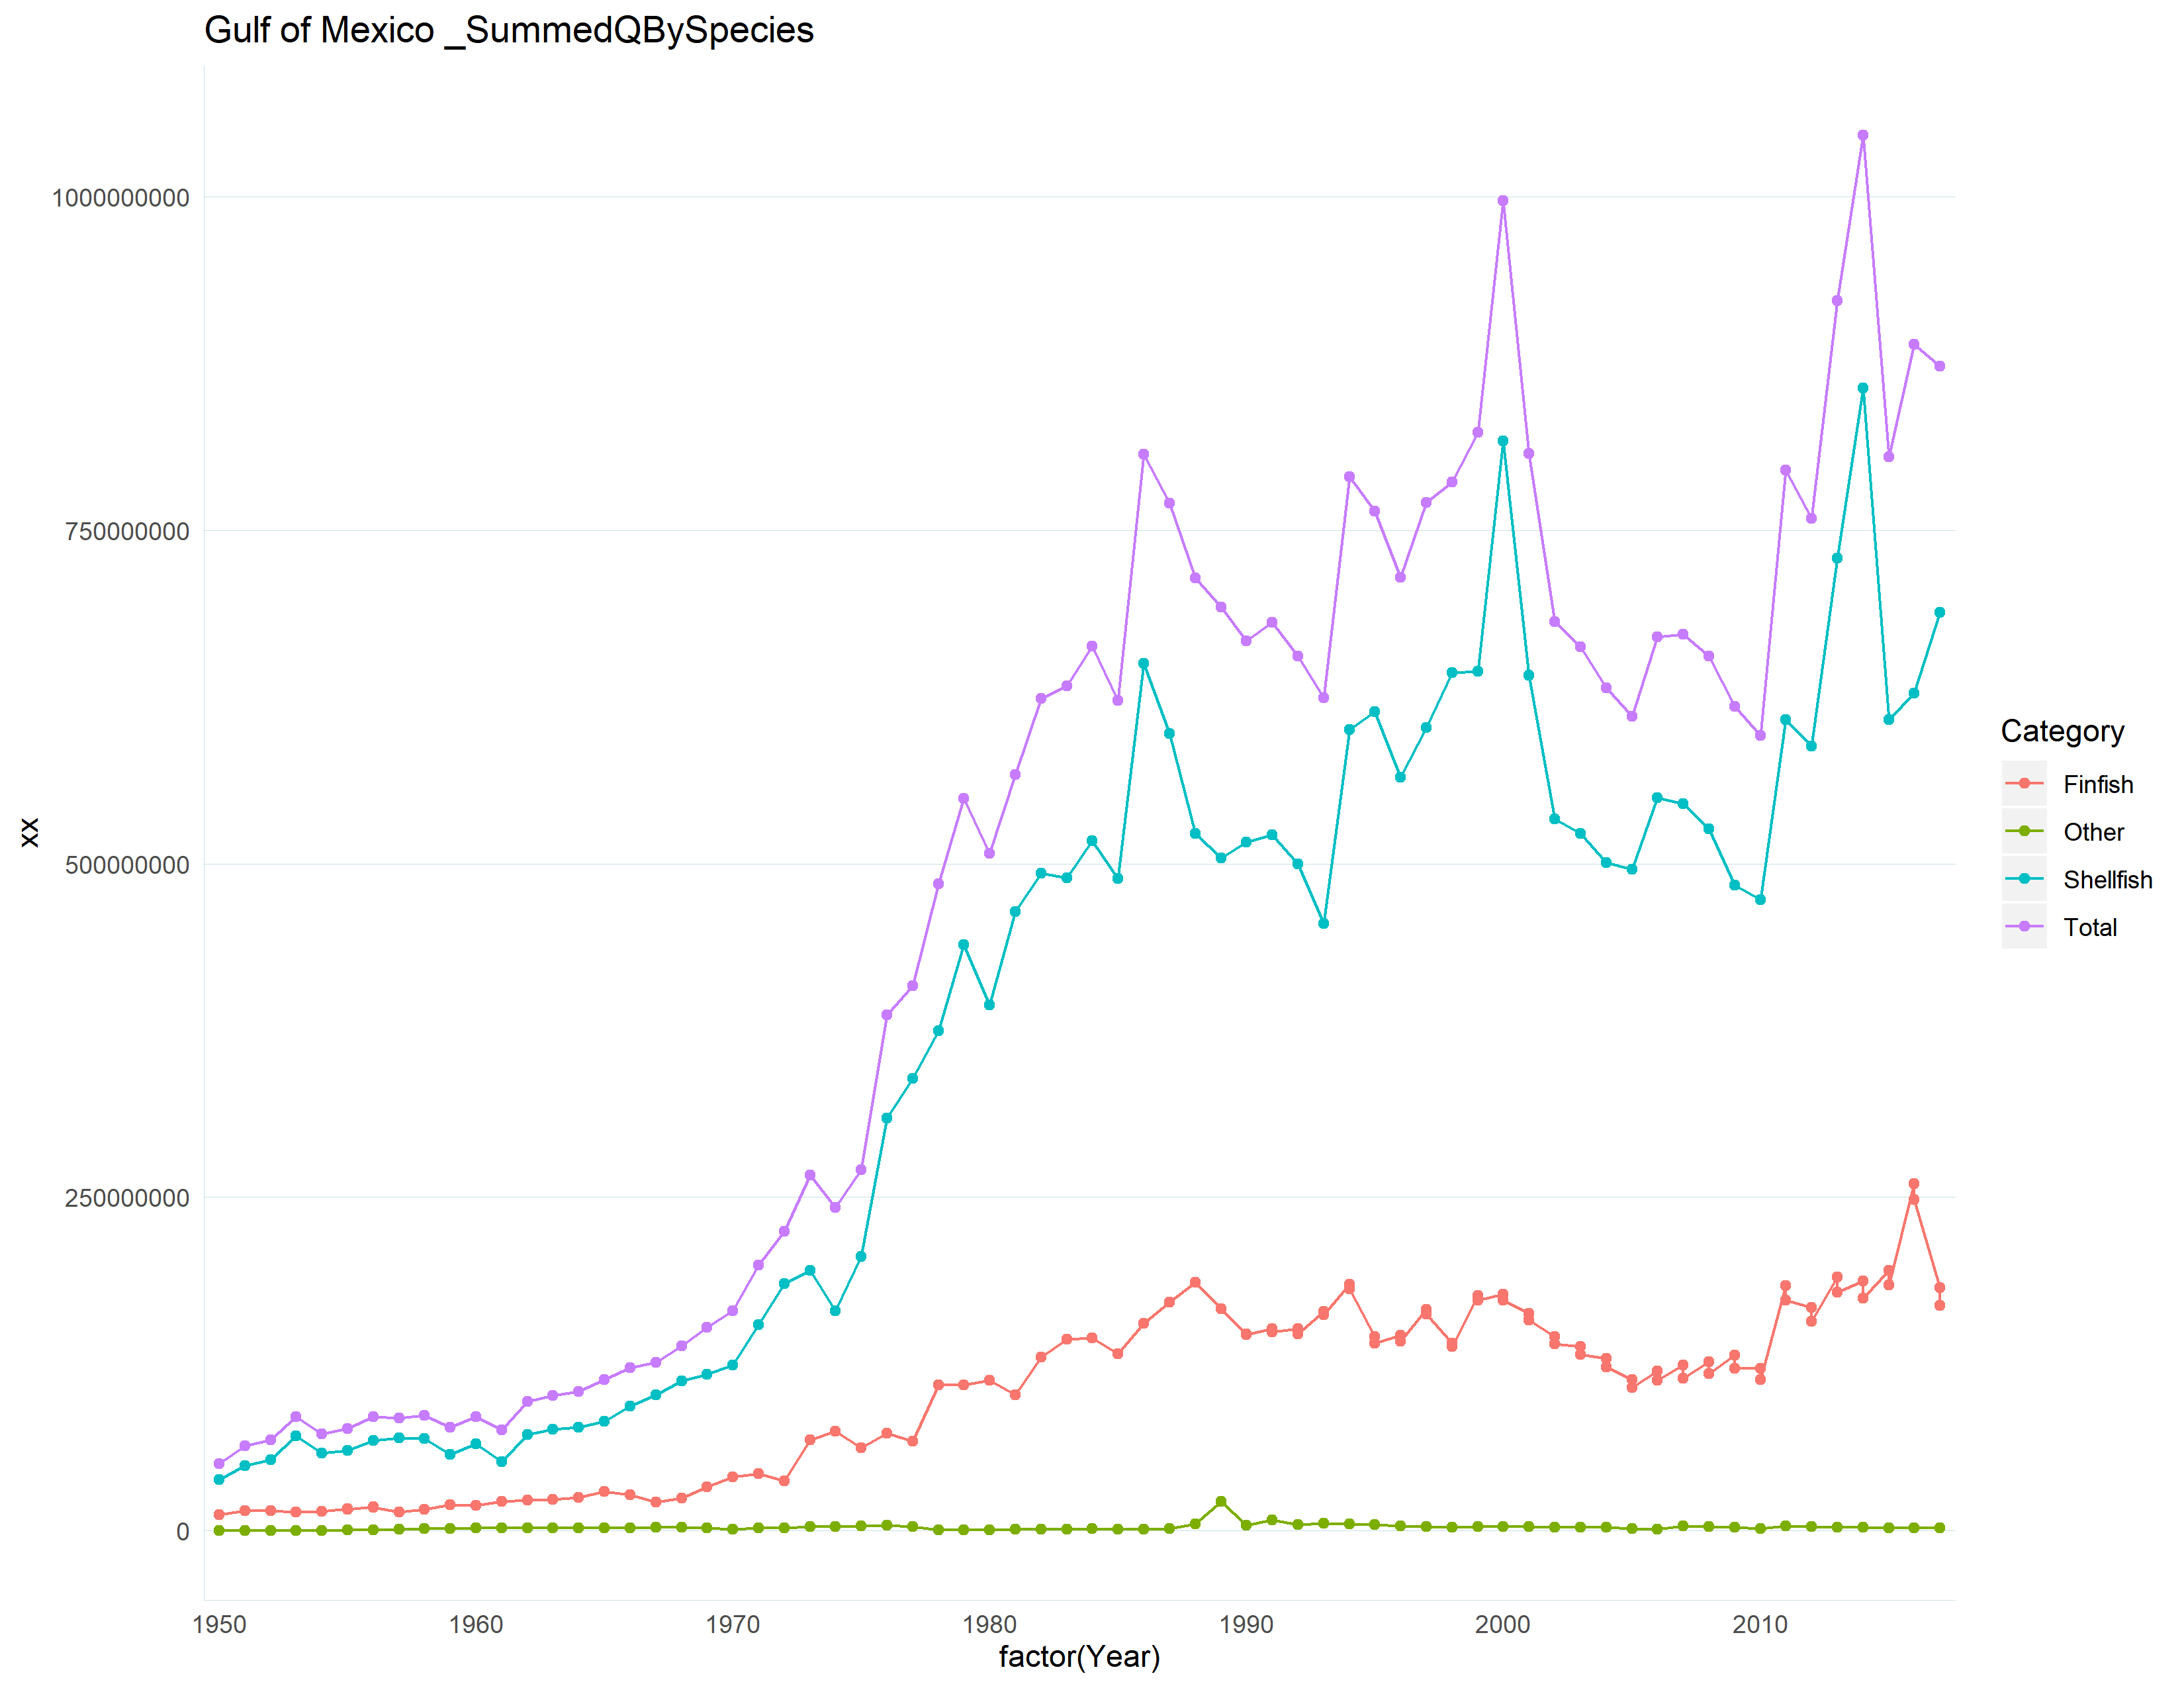 Gulf of Mexico _SummedQBySpecies
1000000000
750000000
500000000
250000000
0
xx
1950 1960 1970 1980 1990 2000 2010
factor(Year)
Category
Finfish
Other
Shellfish
Total